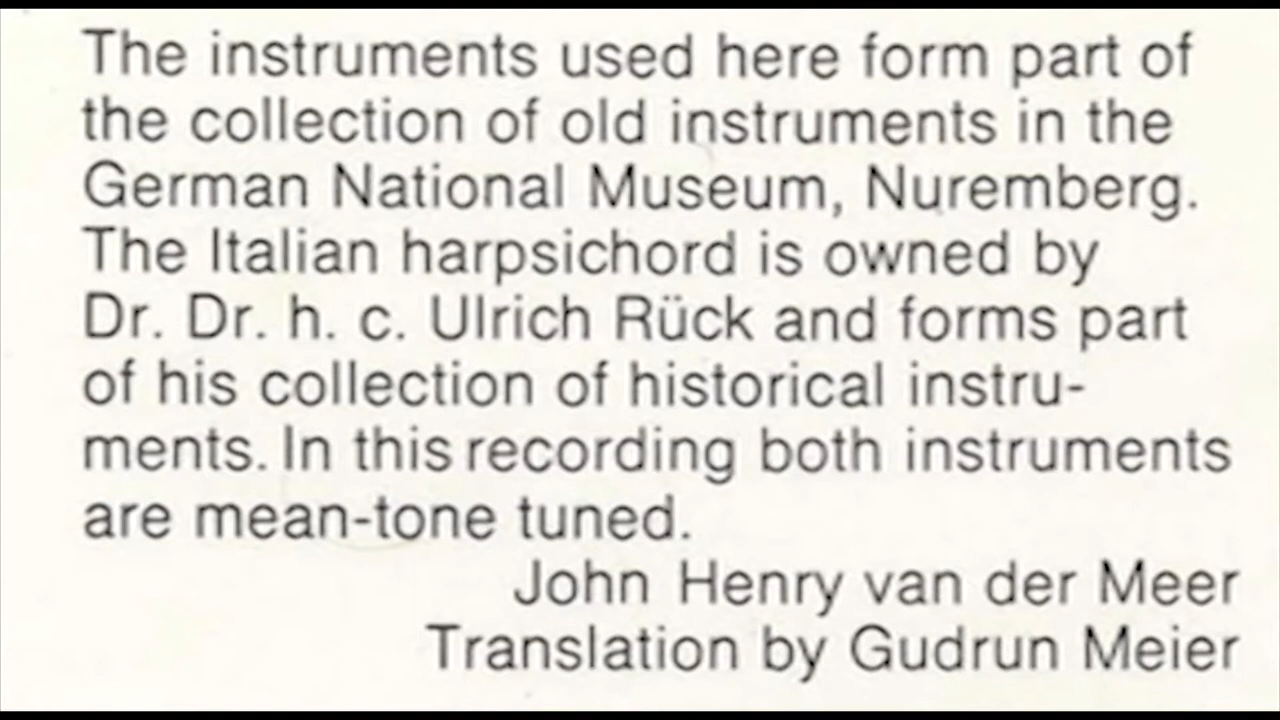 The instruments used here form part of
the collection of old instruments in the
German National Museum, Nuremberg.
The Italian harpsichord is owned by
Dr. Dr. h. c. Ulrich Rück and forms part
of his collection of historical instru-
ments. In this recording both instruments
are mean-tone tuned.
John Henry van der Meer
Translation by Gudrun Meier